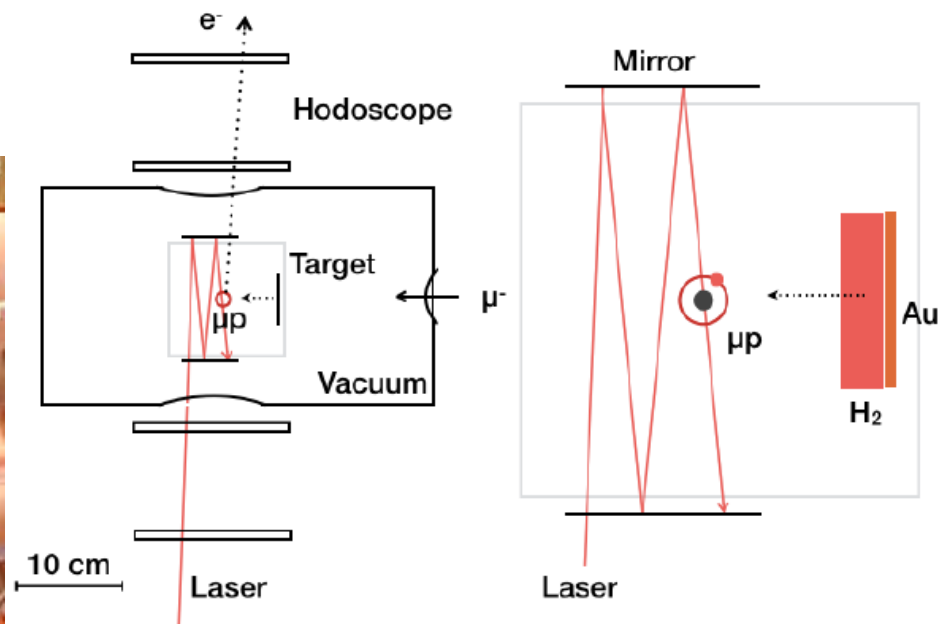 e-
Hodoscope
Target
μp
μ-
Vacuum
10 cm
Laser
Mirror
μp
Au
H₂
Laser